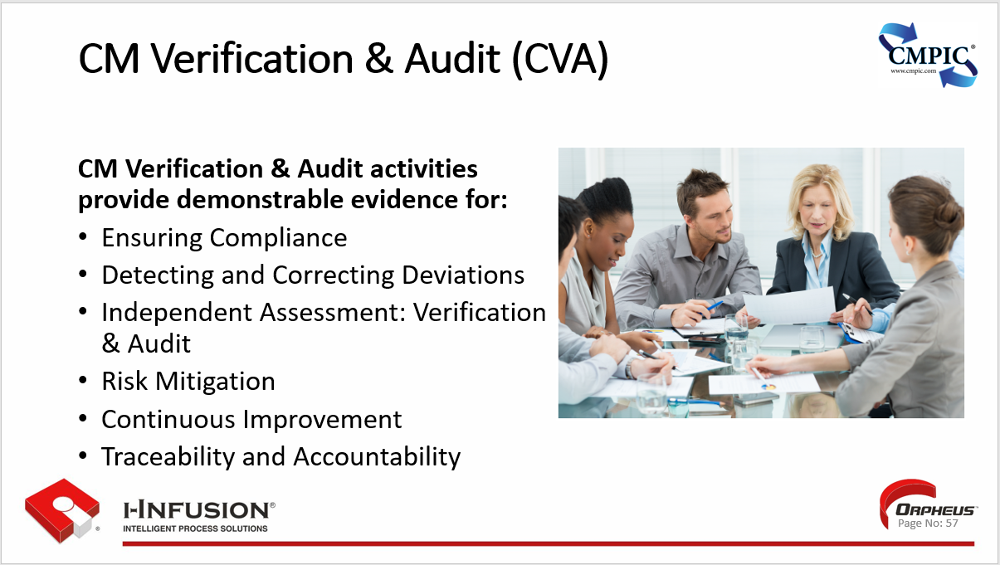 CM Verification & Audit (CVA)
CMPIC®
www.cmpic.com
CM Verification & Audit activities
provide demonstrable evidence for:
• Ensuring Compliance
• Detecting and Correcting Deviations
• Independent Assessment: Verification
& Audit
• Risk Mitigation
• Continuous Improvement
• Traceability and Accountability
®
I-INFUSION®
INTELLIGENT PROCESS SOLUTIONS
ORPHEUS™
Page No: 57